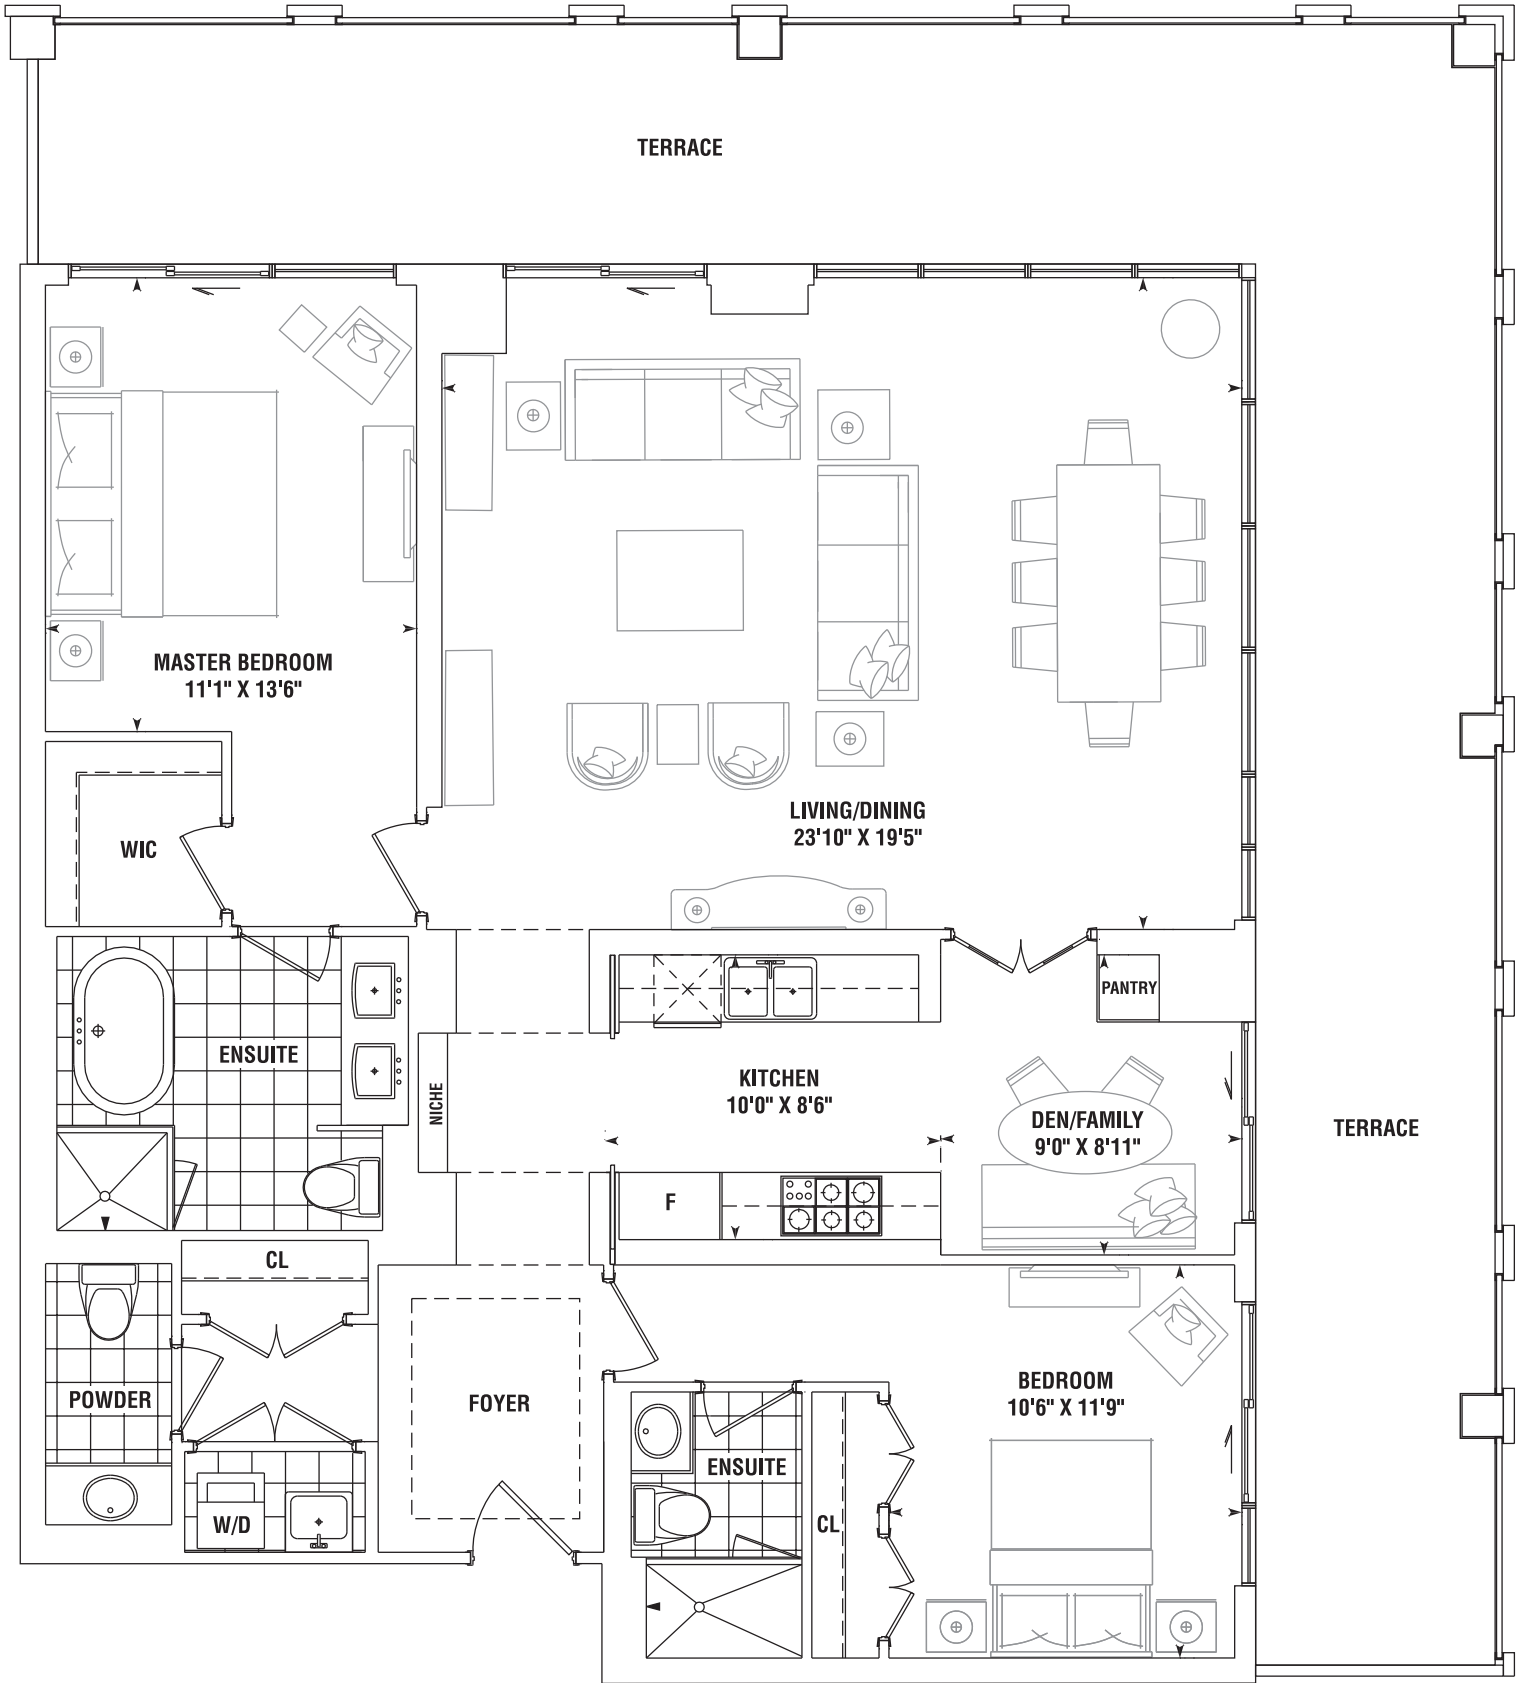 TERRACE
MASTER BEDROOM
11'1" X 13'6"
LIVING/DINING
23'10" X 19'5"
WIC
PANTRY
ENSUITE
NICHE
KITCHEN
10'0" X 8'6"
DEN/FAMILY
9'0" X 8'11"
TERRACE
F
CL
POWDER
FOYER
BEDROOM
10'6" X 11'9"
ENSUITE
W/D
CL